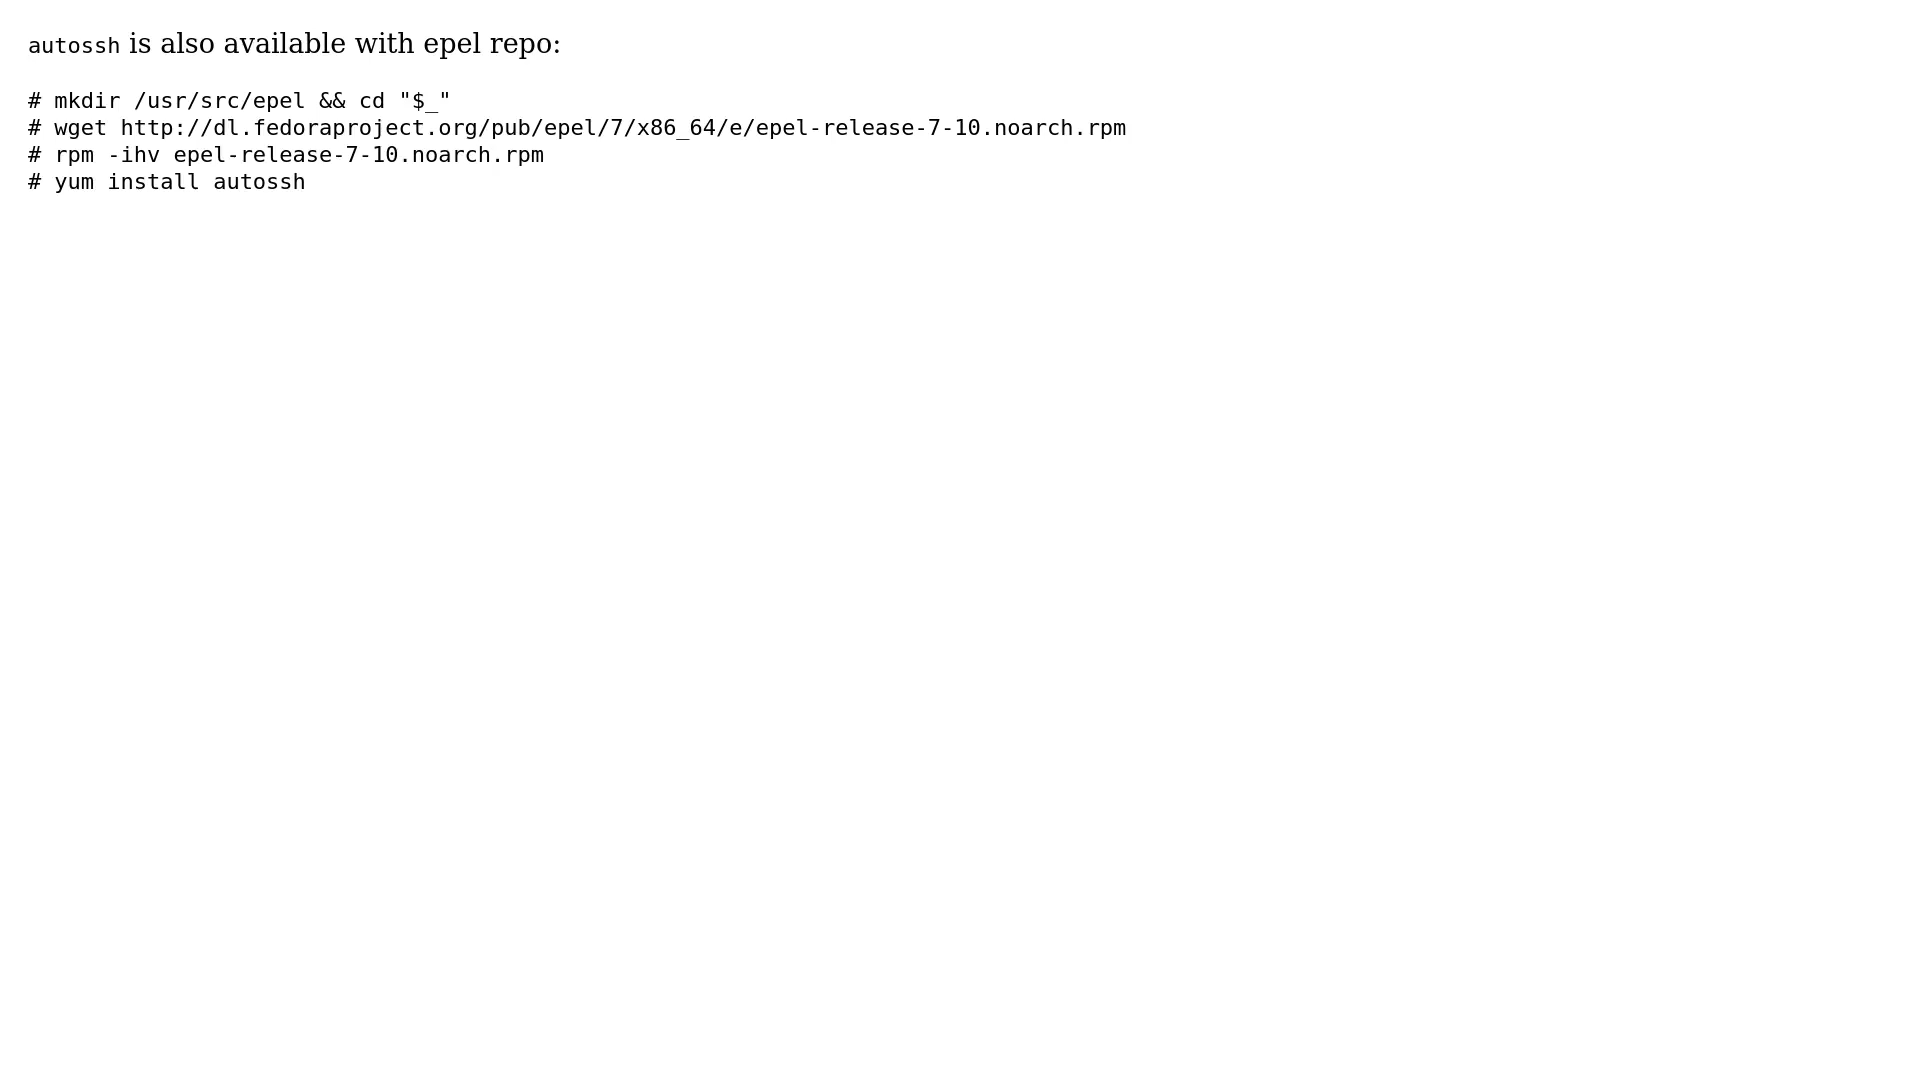 autossh is also available with epel repo:
# mkdir /usr/src/epel && cd "$_"
# wget http://dl.fedoraproject.org/pub/epel/7/x86_64/e/epel-release-7-10.noarch.rpm
# rpm -ihv epel-release-7-10.noarch.rpm
# yum install autossh